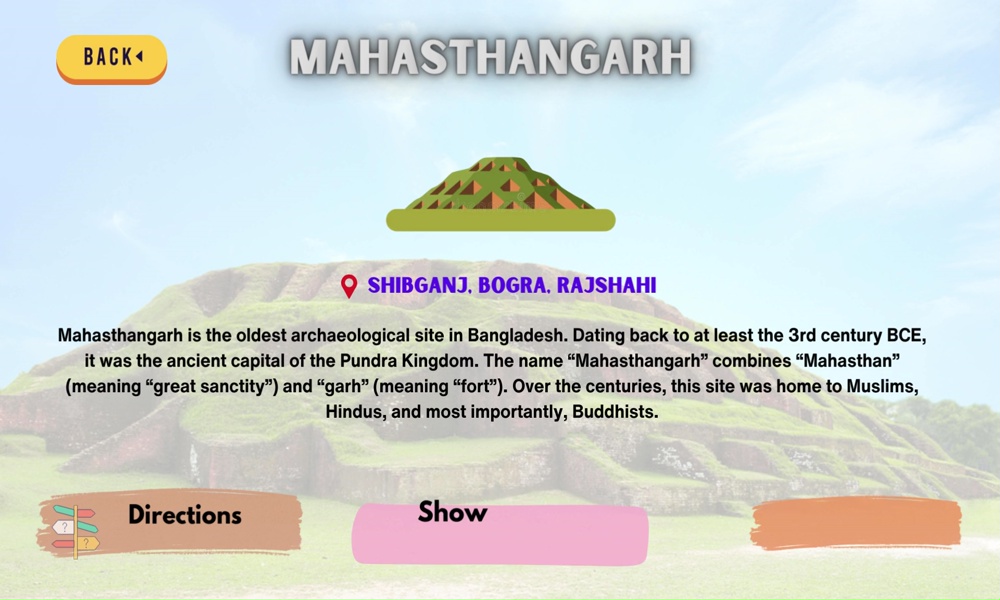 BACK
MAHASTHANGARH
SHIBGANJ, BOGRA, RAJSHAHI
Mahasthangarh is the oldest archaeological site in Bangladesh. Dating back to at least the 3rd century BCE,
it was the ancient capital of the Pundra Kingdom. The name “Mahasthangarh” combines “Mahasthan”
(meaning “great sanctity”) and “garh” (meaning “fort”). Over the centuries, this site was home to Muslims,
Hindus, and most importantly, Buddhists.
? ? Directions
Show